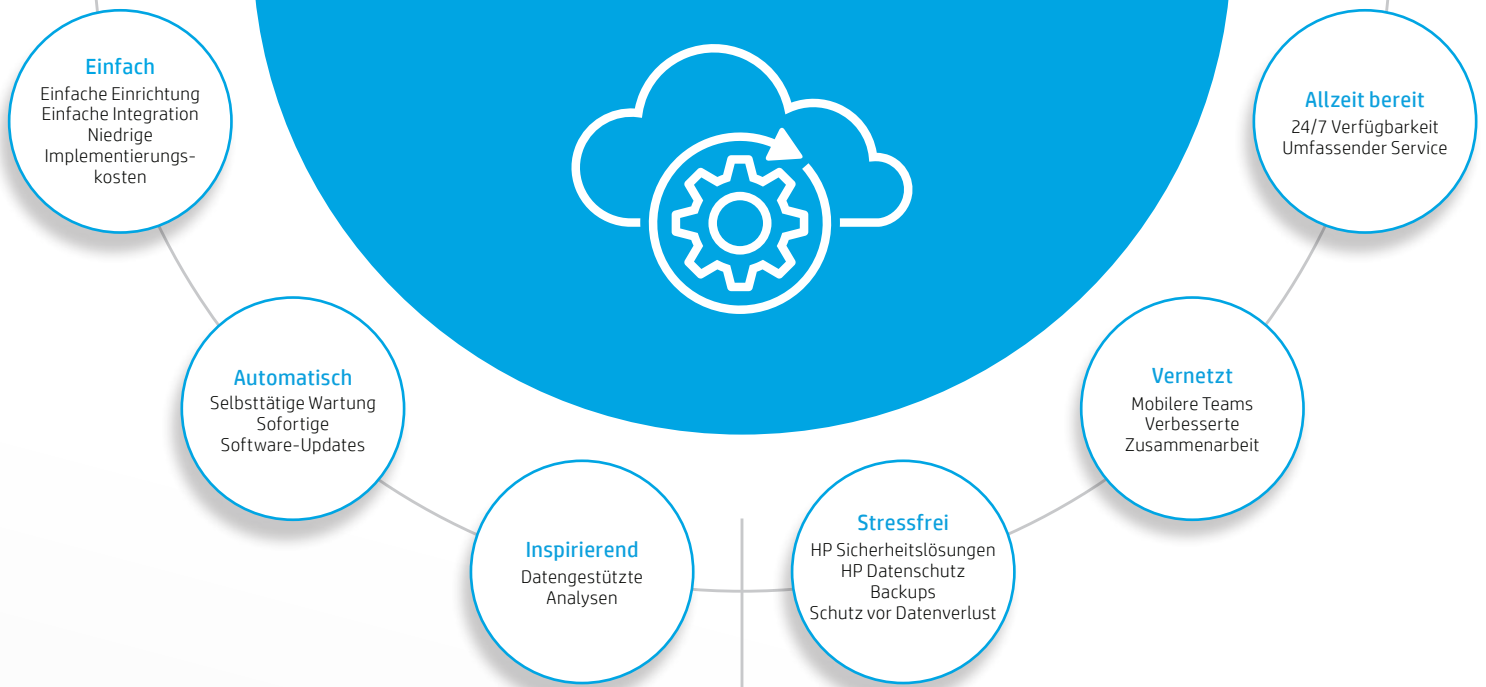 Einfach
Einfache Einrichtung
Einfache Integration
Niedrige
Implementierungs-
kosten
Automatisch
Selbsttätige Wartung
Sofortige
Software-Updates
Inspirierend
Datengestützte
Analysen
Stressfrei
HP Sicherheitslösungen
HP Datenschutz
Backups
Schutz vor Datenverlust
Vernetzt
Mobilere Teams
Verbesserte
Zusammenarbeit
Allzeit bereit
24/7 Verfügbarkeit
Umfassender Service